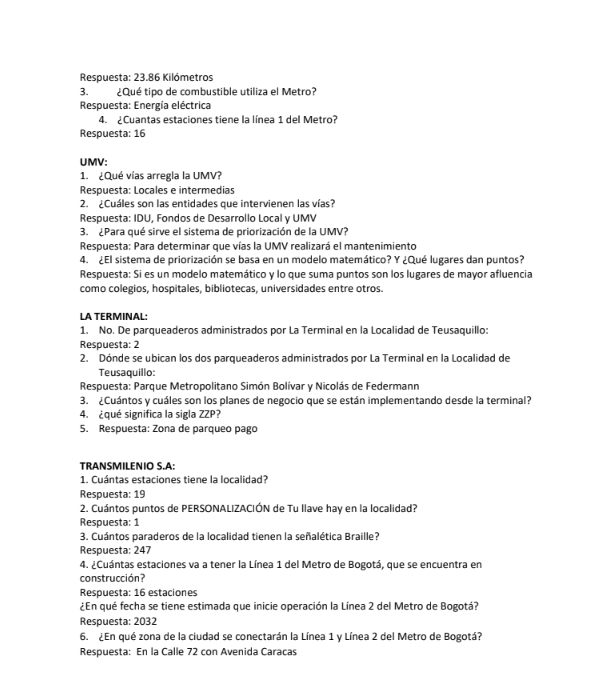 Respuesta: 23.86 Kilómetros
3. ¿Qué tipo de combustible utiliza el Metro?
Respuesta: Energía eléctrica
4. ¿Cuantas estaciones tiene la línea 1 del Metro?
Respuesta: 16
UMV:
1. ¿Qué vías arregla la UMV?
Respuesta: Locales e intermedias
2. ¿Cuáles son las entidades que intervienen las vías?
Respuesta: IDU, Fondos de Desarrollo Local y UMV
3. ¿Para qué sirve el sistema de priorización de la UMV?
Respuesta: Para determinar que vías la UMV realizará el mantenimiento
4. ¿El sistema de priorización se basa en un modelo matemático? Y ¿Qué lugares dan puntos?
Respuesta: Si es un modelo matemático y lo que suma puntos son los lugares de mayor afluencia
como colegios, hospitales, bibliotecas, universidades entre otros.
LA TERMINAL:
1. No. De parqueaderos administrados por La Terminal en la Localidad de Teusaquillo:
Respuesta: 2
2. Dónde se ubican los dos parqueaderos administrados por La Terminal en la Localidad de
Teusaquillo:
Respuesta: Parque Metropolitano Simón Bolívar y Nicolás de Federmann
3. ¿Cuántos y cuáles son los planes de negocio que se están implementando desde la terminal?
4. ¿qué significa la sigla ZZP?
5. Respuesta: Zona de parqueo pago
TRANSMILENIO S.A:
1. Cuántas estaciones tiene la localidad?
Respuesta: 19
2. Cuántos puntos de PERSONALIZACIÓN de Tu llave hay en la localidad?
Respuesta: 1
3. Cuántos paraderos de la localidad tienen la señalética Braille?
Respuesta: 247
4. ¿Cuántas estaciones va a tener la Línea 1 del Metro de Bogotá, que se encuentra en
construcción?
Respuesta: 16 estaciones
¿En qué fecha se tiene estimada que inicie operación la Línea 2 del Metro de Bogotá?
Respuesta: 2032
6. ¿En qué zona de la ciudad se conectarán la Línea 1 y Línea 2 del Metro de Bogotá?
Respuesta: En la Calle 72 con Avenida Caracas